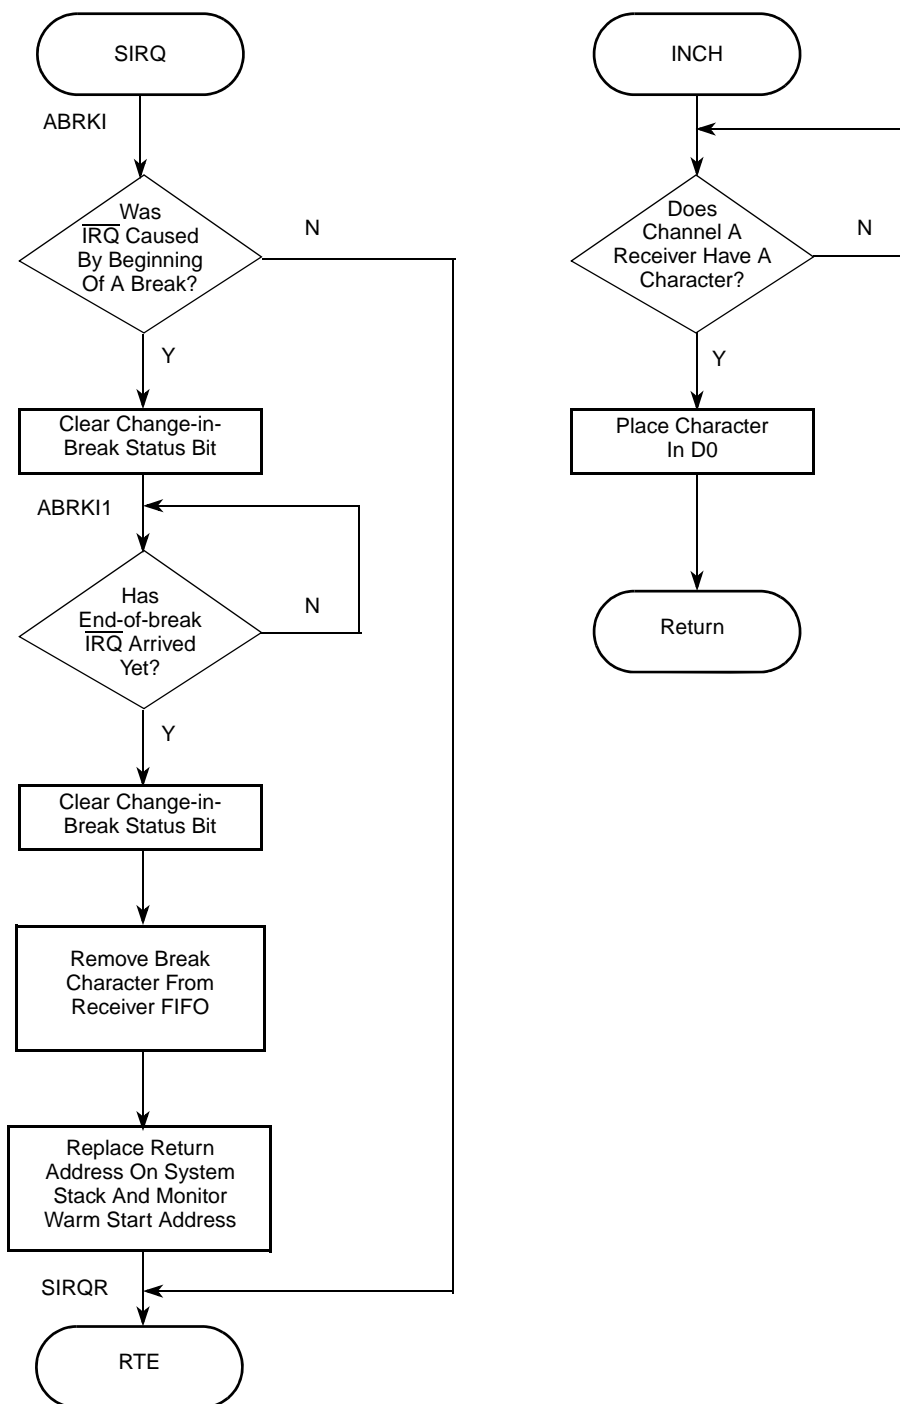 SIRQ
ABRKI
Was
IRQ Caused
By Beginning
Of A Break?
N
Y
Clear Change-in-
Break Status Bit
ABRKI1
Has
End-of-break
IRQ Arrived
Yet?
N
Y
Clear Change-in-
Break Status Bit
Remove Break
Character From
Receiver FIFO
Replace Return
Address On System
Stack And Monitor
Warm Start Address
SIRQR
RTE
INCH
Does
Channel A
Receiver Have A
Character?
N
Y
Place Character
In D0
Return